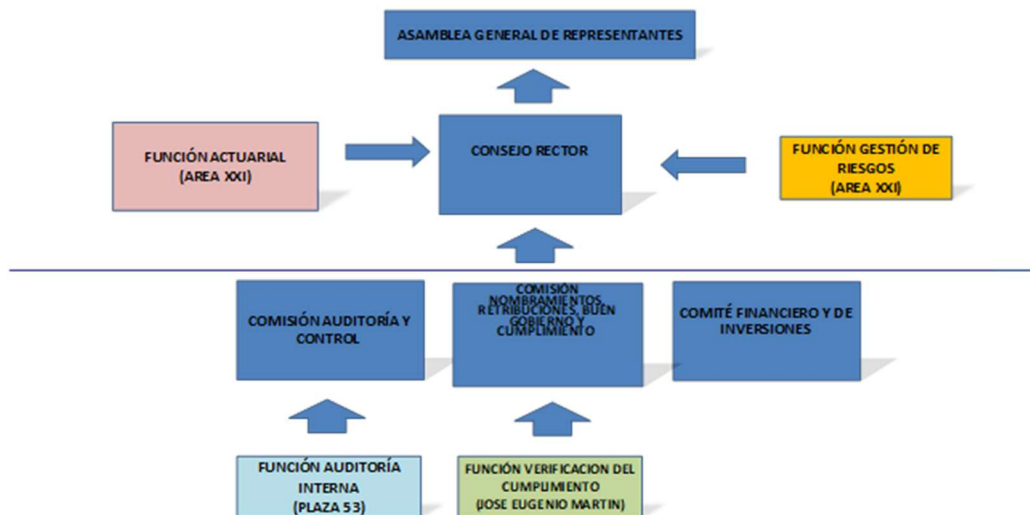 ASAMBLEA GENERAL DE REPRESENTANTES
FUNCIÓN ACTUARIAL
(AREA XXI)
CONSEJO RECTOR
FUNCIÓN GESTIÓN DE
RIESGOS
(AREA XXI)
COMISIÓN AUDITORÍA Y
CONTROL
COMISIÓN
NOMBRAMIENTOS,
RETRIBUCIONES, BUEN
GOBIERNO Y
CUMPLIMIENTO
COMITÉ FINANCIERO Y DE
INVERSIONES
FUNCIÓN AUDITORÍA
INTERNA
(PLAZA 53)
FUNCIÓN VERIFICACION DEL
CUMPLIMIENTO
(JOSE EUGENIO MARTIN)